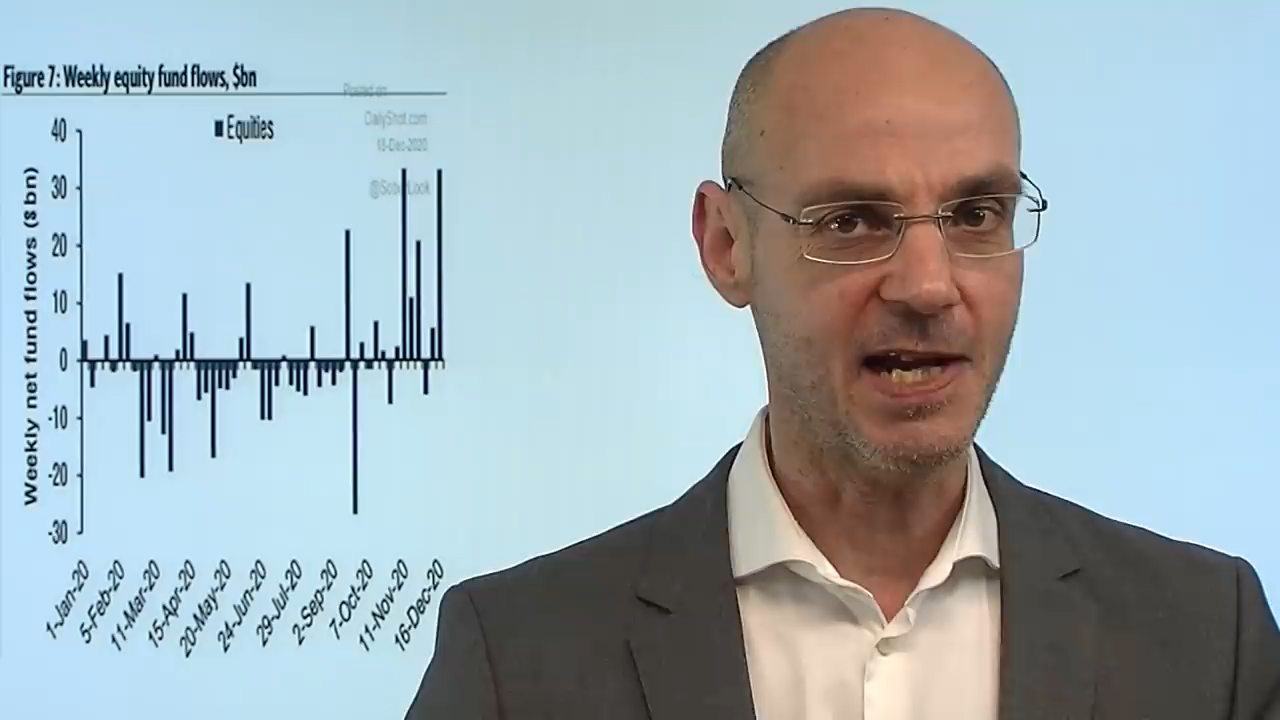 Figure 7: Weekly equity fund flows, $bn
Posted on
DailyShot.com
Equities
40
18-Dec-2020
30
@SoberLook
20
10
0
-10
-20
-30
Weekly net fund flows ($bn)
1-Jan-20
5-Feb-20
11-Mar-20
15-Apr-20
20-May-20
24-Jun-20
29-Jul-20
2-Sep-20
7-Oct-20
11-Nov-20
16-Dec-20